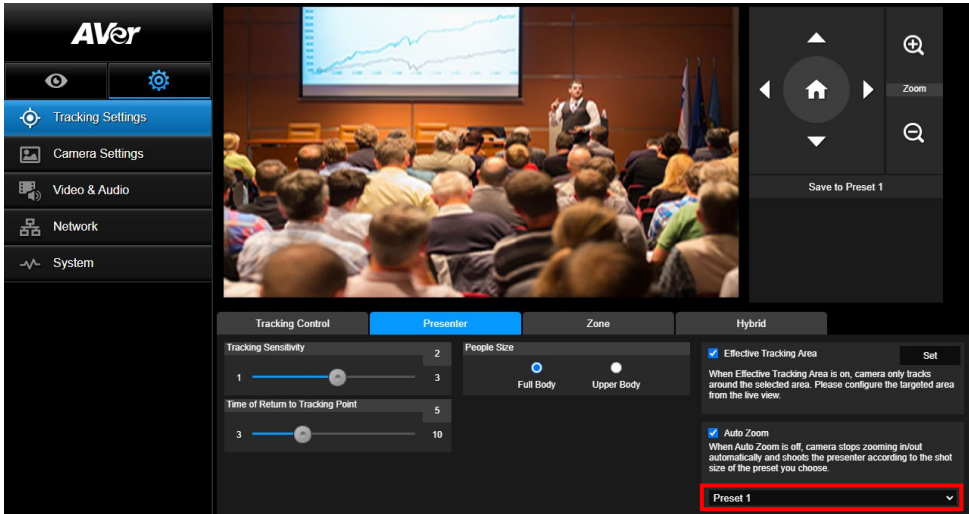 AVer
Tracking Settings
Camera Settings
Video & Audio
Network
System
Zoom
Save to Preset 1
Tracking Control
Presenter
Zone
Hybrid
Tracking Sensitivity
2
1
3
Time of Return to Tracking Point
5
3
10
People Size
Full Body
Upper Body
Effective Tracking Area
Set
When Effective Tracking Area is on, camera only tracks
around the selected area. Please configure the targeted area
from the live view.
Auto Zoom
When Auto Zoom is off, camera stops zooming in/out
automatically and shoots the presenter according to the shot
size of the preset you choose.
Preset 1